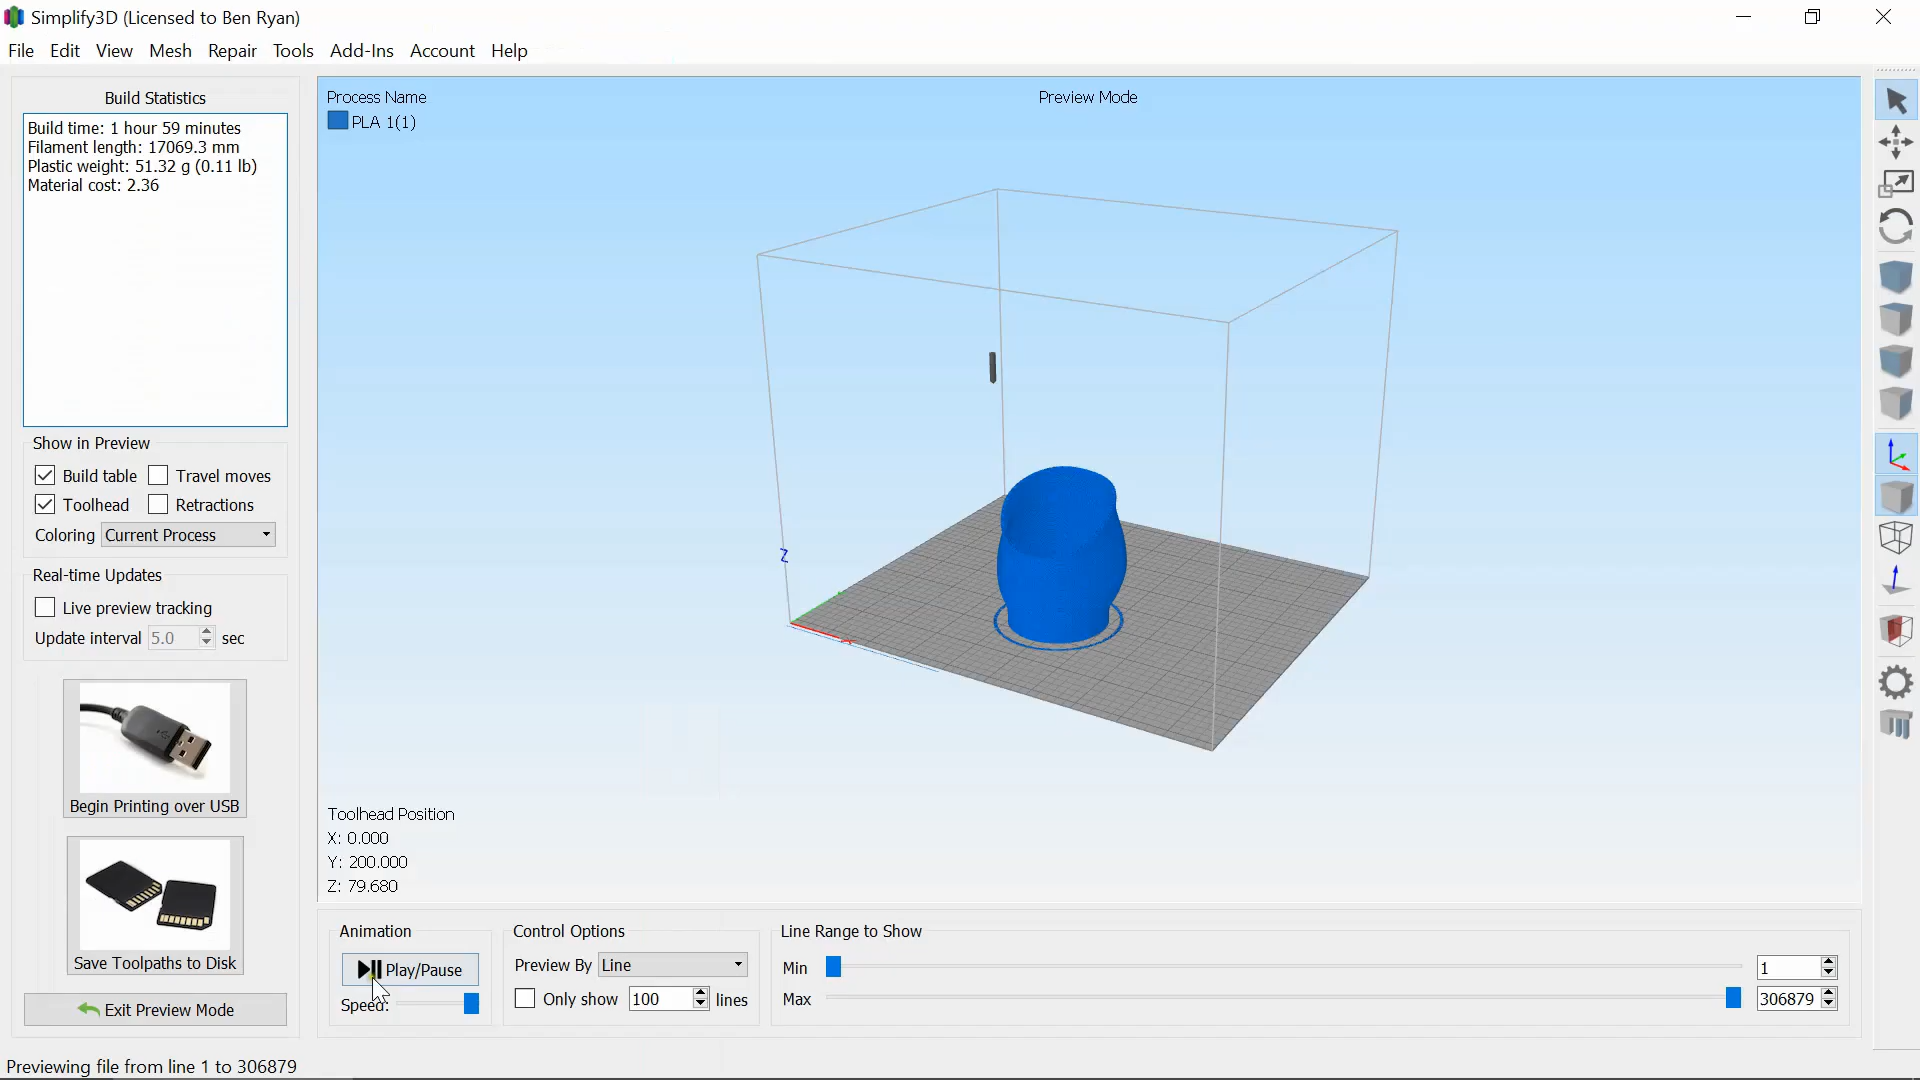 Simplify3D (Licensed to Ben Ryan)
File Edit View Mesh Repair Tools Add-Ins Account Help
Build Statistics
Build time: 1 hour 59 minutes
Filament length: 17069.3 mm
Plastic weight: 51.32 g (0.11 lb)
Material cost: 2.36
Show in Preview
Build table Travel moves
Toolhead Retractions
Coloring Current Process
Real-time Updates
Live preview tracking
Update interval 5.0 sec
Begin Printing over USB
Save Toolpaths to Disk
Exit Preview Mode
Process Name
PLA 1(1)
Preview Mode
Z
Toolhead Position
X: 0.000
Y: 200.000
Z: 79.680
Animation
Play/Pause
Speed:
Control Options
Preview By Line
Only show 100 lines
Line Range to Show
Min 1
Max 306879
Previewing file from line 1 to 306879